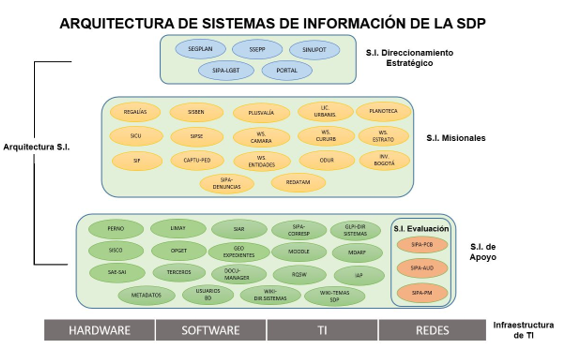 ARQUITECTURA DE SISTEMAS DE INFORMACIÓN DE LA SDP
SEGPLAN
SSEPP
SINUPOT
SIPA-LGBT
PORTAL
S.I. Direccionamiento
Estratégico
Arquitectura S.I.
REGALÍAS
SISBEN
PLUSVALÍA
LIC.
URBANIS.
PLANOTECA
SICU
SIPSE
WS.
CAMARA
WS.
CURURB
WS.
ESTRATO
SIF
CAPTU-PED
WS.
ENTIDADES
ODUR
INV.
BOGOTÁ
SIPA-
DENUNCIAS
REDATAM
S.I. Misionales
PERNO
LIMAY
SIAR
SIPA-
CORRESP
GLPI-DIR
SISTEMAS
SISCO
OPGET
GEO
EXPEDIENTES
MOODLE
MDART
SAE-SAI
TERCEROS
DOCU-
MANAGER
RQSW
IAP
METADATOS
USUARIOS
BD
WIKI-
DIR.SISTEMAS
WIKI-TEMAS
SDP
S.I. Evaluación
SIPA-PCB
SIPA-AUD
SIPA-PM
S.I. de
Apoyo
HARDWARE
SOFTWARE
TI
REDES
Infraestructura
de TI